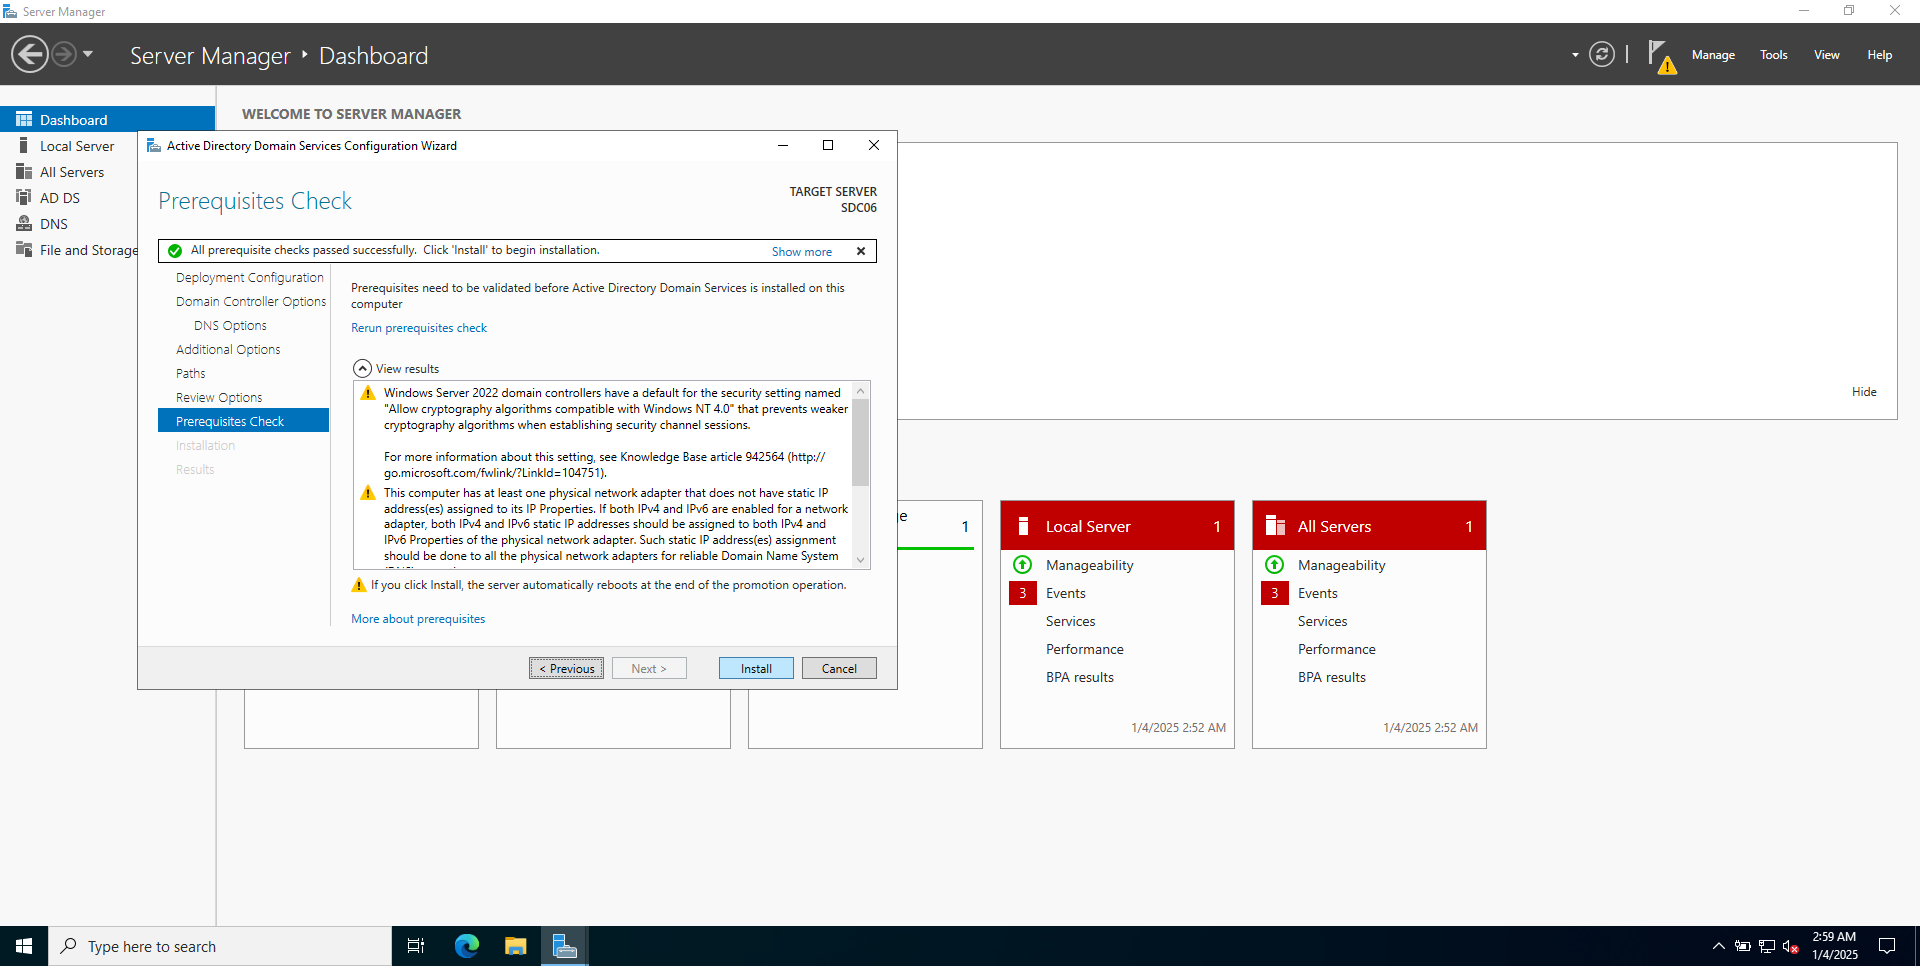 Server Manager
Server Manager ‣ Dashboard
Manage
Tools
View
Help
Dashboard
Local Server
All Servers
AD DS
DNS
File and Storage
WELCOME TO SERVER MANAGER
Active Directory Domain Services Configuration Wizard
Prerequisites Check
TARGET SERVER
SDC06
All prerequisite checks passed successfully.  Click 'Install' to begin installation.
Show more
Deployment Configuration
Domain Controller Options
DNS Options
Additional Options
Paths
Review Options
Prerequisites Check
Installation
Results
Prerequisites need to be validated before Active Directory Domain Services is installed on this
computer
Rerun prerequisites check
View results
Windows Server 2022 domain controllers have a default for the security setting named
"Allow cryptography algorithms compatible with Windows NT 4.0" that prevents weaker
cryptography algorithms when establishing security channel sessions.
For more information about this setting, see Knowledge Base article 942564 (http://
go.microsoft.com/fwlink/?LinkId=104751).
This computer has at least one physical network adapter that does not have static IP
address(es) assigned to its IP Properties. If both IPv4 and IPv6 are enabled for a network
adapter, both IPv4 and IPv6 static IP addresses should be assigned to both IPv4 and
IPv6 Properties of the physical network adapter. Such static IP address(es) assignment
should be done to all the physical network adapters for reliable Domain Name System
If you click Install, the server automatically reboots at the end of the promotion operation.
More about prerequisites
< Previous
Next >
Install
Cancel
Hide
ge
1
Local Server
1
Manageability
3
Events
Services
Performance
BPA results
1/4/2025 2:52 AM
All Servers
1
Manageability
3
Events
Services
Performance
BPA results
1/4/2025 2:52 AM
Type here to search
2:59 AM
1/4/2025